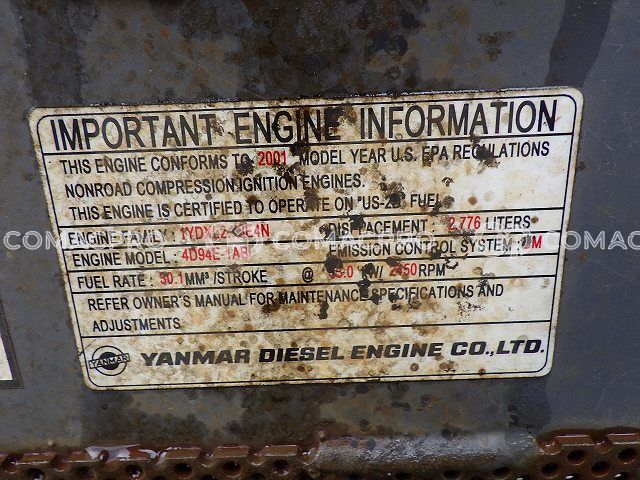 IMPORTANT ENGINE INFORMATION
THIS ENGINE CONFORMS TO 2001 MODEL YEAR U.S. EPA REGULATIONS
NONROAD COMPRESSION IGNITION ENGINES.
THIS ENGINE IS CERTIFIED TO OPERATE ON FUEL
ENGINE FAMILY : DISPLACEMENT : 2.776 LITERS
ENGINE MODEL : EMISSION CONTROL SYSTEM :
FUEL RATE : MM³ /STROKE @ RPM
REFER OWNER'S MANUAL FOR MAINTENANCE SPECIFICATIONS AND
ADJUSTMENTS.
YANMAR YANMAR DIESEL ENGINE CO.,LTD.